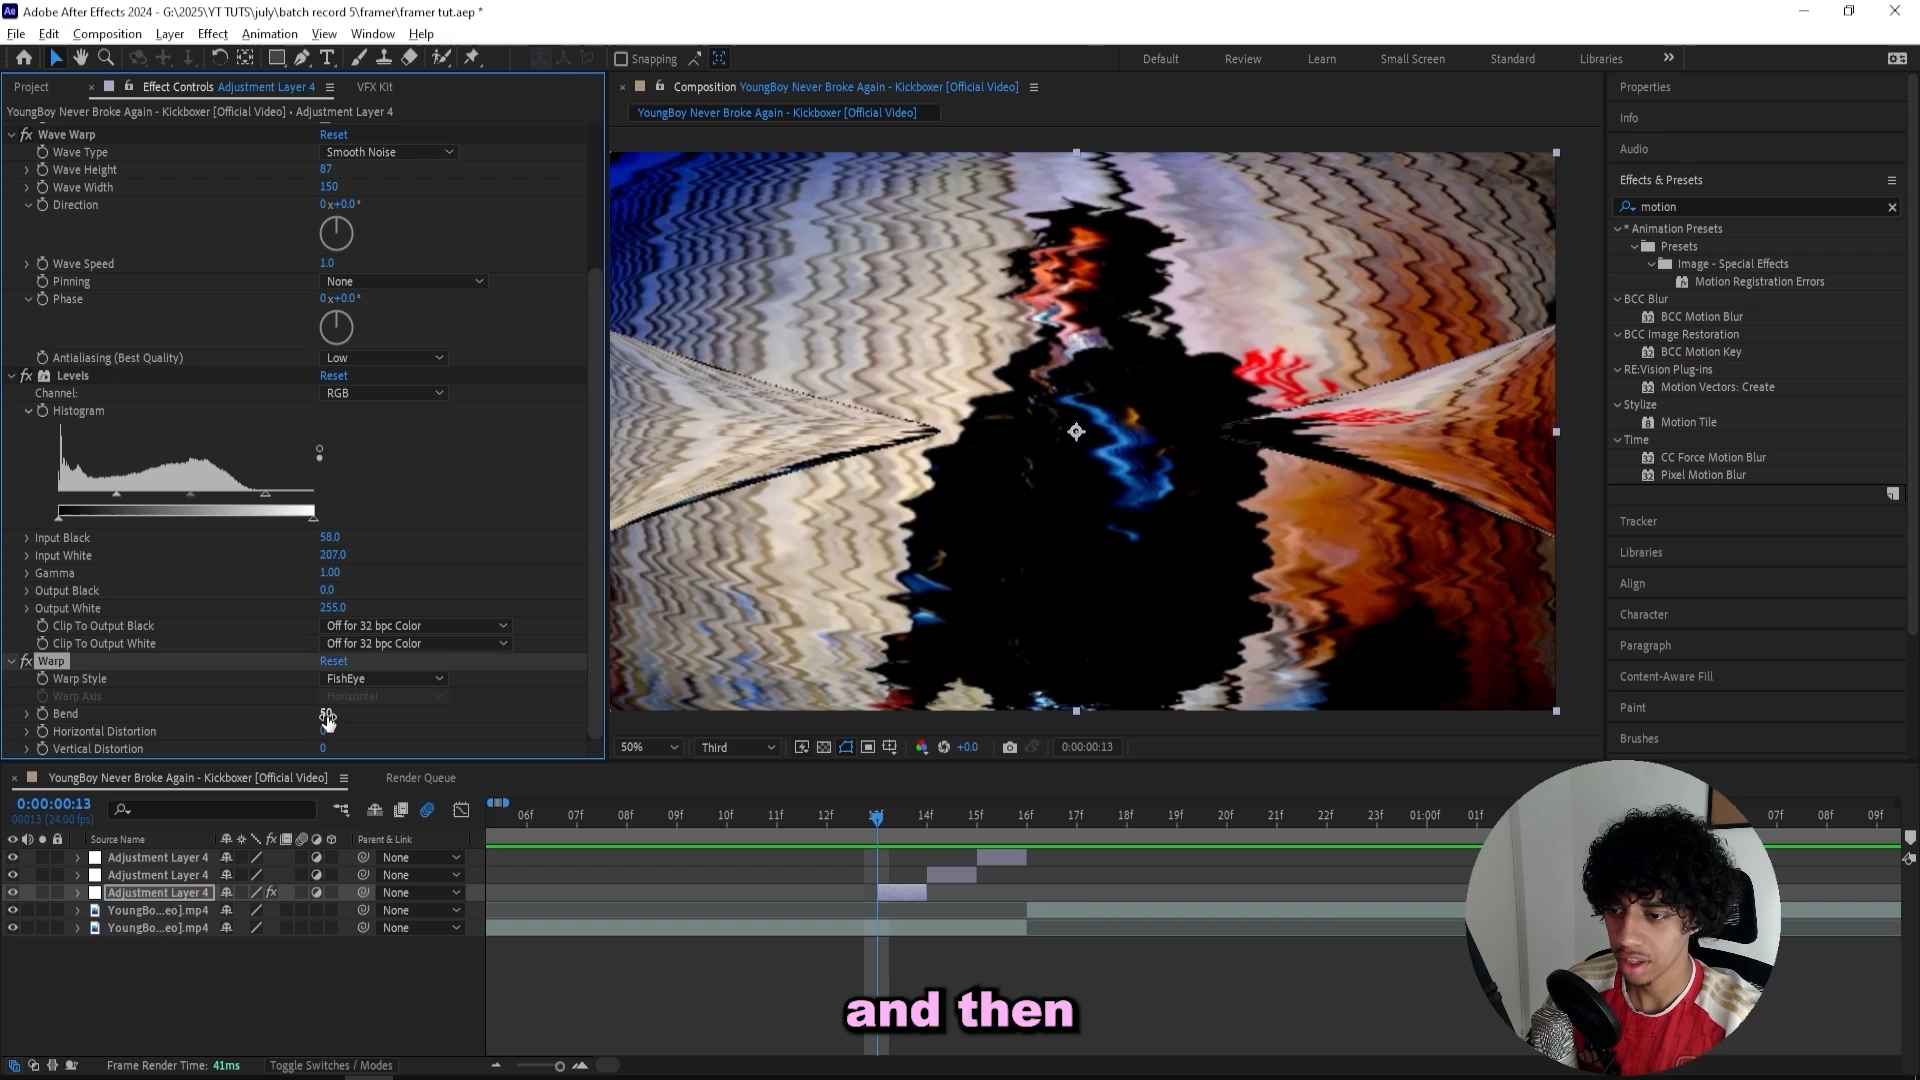 Ae Adobe After Effects 2024 - G:\2025\YT TUTS\july\batch record 5\framer\framer tut.aep *
File Edit Composition Layer Effect Animation View Window Help
Snapping Default Review Learn Small Screen Standard Libraries
Project Effect Controls Adjustment Layer 4 VFX Kit
YoungBoy Never Broke Again - Kickboxer [Official Video] • Adjustment Layer 4
fx Wave Warp Reset
Wave Type Smooth Noise
Wave Height 87
Wave Width 150
Direction 0x+0.0°
Wave Speed 1.0
Pinning None
Phase 0x+0.0°
Antialiasing (Best Quality) Low
fx Levels Reset
Channel: RGB
Histogram
Input Black 58.0
Input White 207.0
Gamma 1.00
Output Black 0.0
Output White 255.0
Clip To Output Black Off for 32 bpc Color
Clip To Output White Off for 32 bpc Color
fx Warp Reset
Warp Style FishEye
Warp Axis Horizontal
Bend 50
Horizontal Distortion
Vertical Distortion 0
Composition YoungBoy Never Broke Again - Kickboxer [Official Video]
YoungBoy Never Broke Again - Kickboxer [Official Video]
50% Third +0.0 0:00:00:13
Properties
Info
Audio
Effects & Presets
motion
* Animation Presets
Presets
Image - Special Effects
Motion Registration Errors
BCC Blur
BCC Motion Blur
BCC Image Restoration
BCC Motion Key
RE:Vision Plug-ins
Motion Vectors: Create
Stylize
Motion Tile
Time
CC Force Motion Blur
Pixel Motion Blur
Tracker
Libraries
Align
Character
Paragraph
Content-Aware Fill
Paint
Brushes
YoungBoy Never Broke Again - Kickboxer [Official Video] Render Queue
0:00:00:13
00013 (24.00 fps)
06f 07f 08f 09f 10f 11f 12f 14f 15f 16f 17f 18f 19f 20f 21f 22f 23f 01:00f 01f 07f 08f 09f
Source Name Parent & Link
Adjustment Layer 4 None
Adjustment Layer 4 None
Adjustment Layer 4 fx None
YoungBo...eo].mp4 None
YoungBo...eo].mp4 None
and then
Frame Render Time: 41ms Toggle Switches / Modes